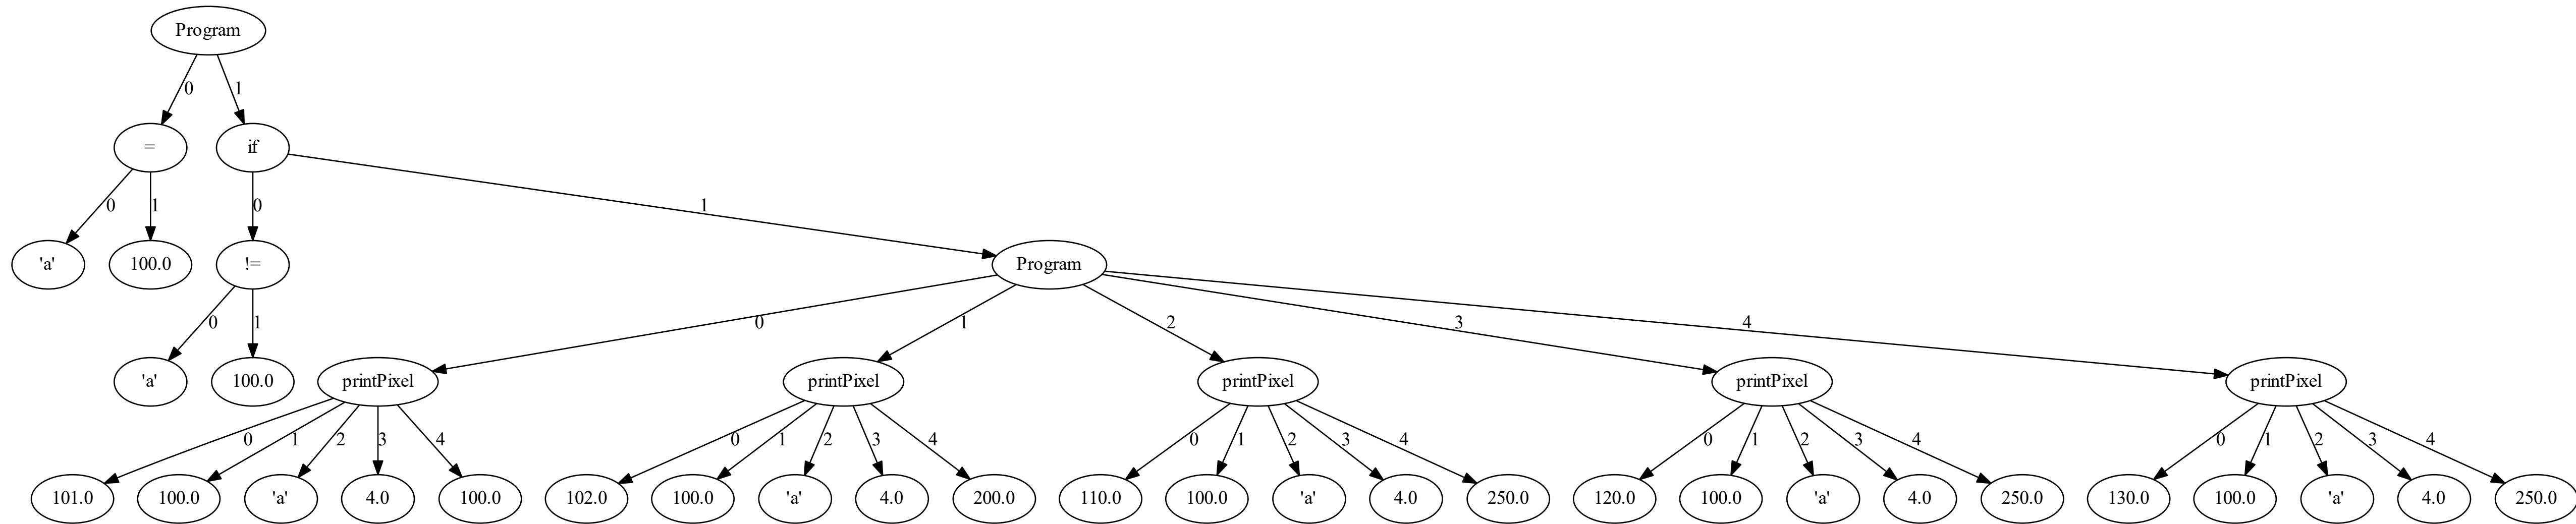 Program
0 1
= if
0 1 0 1
'a' 100.0 != Program
0 1 0 1 2 3 4
'a' 100.0 printPixel printPixel printPixel printPixel printPixel
0 1 2 3 4 0 1 2 3 4 0 1 2 3 4 0 1 2 3 4 0 1 2 3 4
101.0 100.0 'a' 4.0 100.0 102.0 100.0 'a' 4.0 200.0 110.0 100.0 'a' 4.0 250.0 120.0 100.0 'a' 4.0 250.0 130.0 100.0 'a' 4.0 250.0